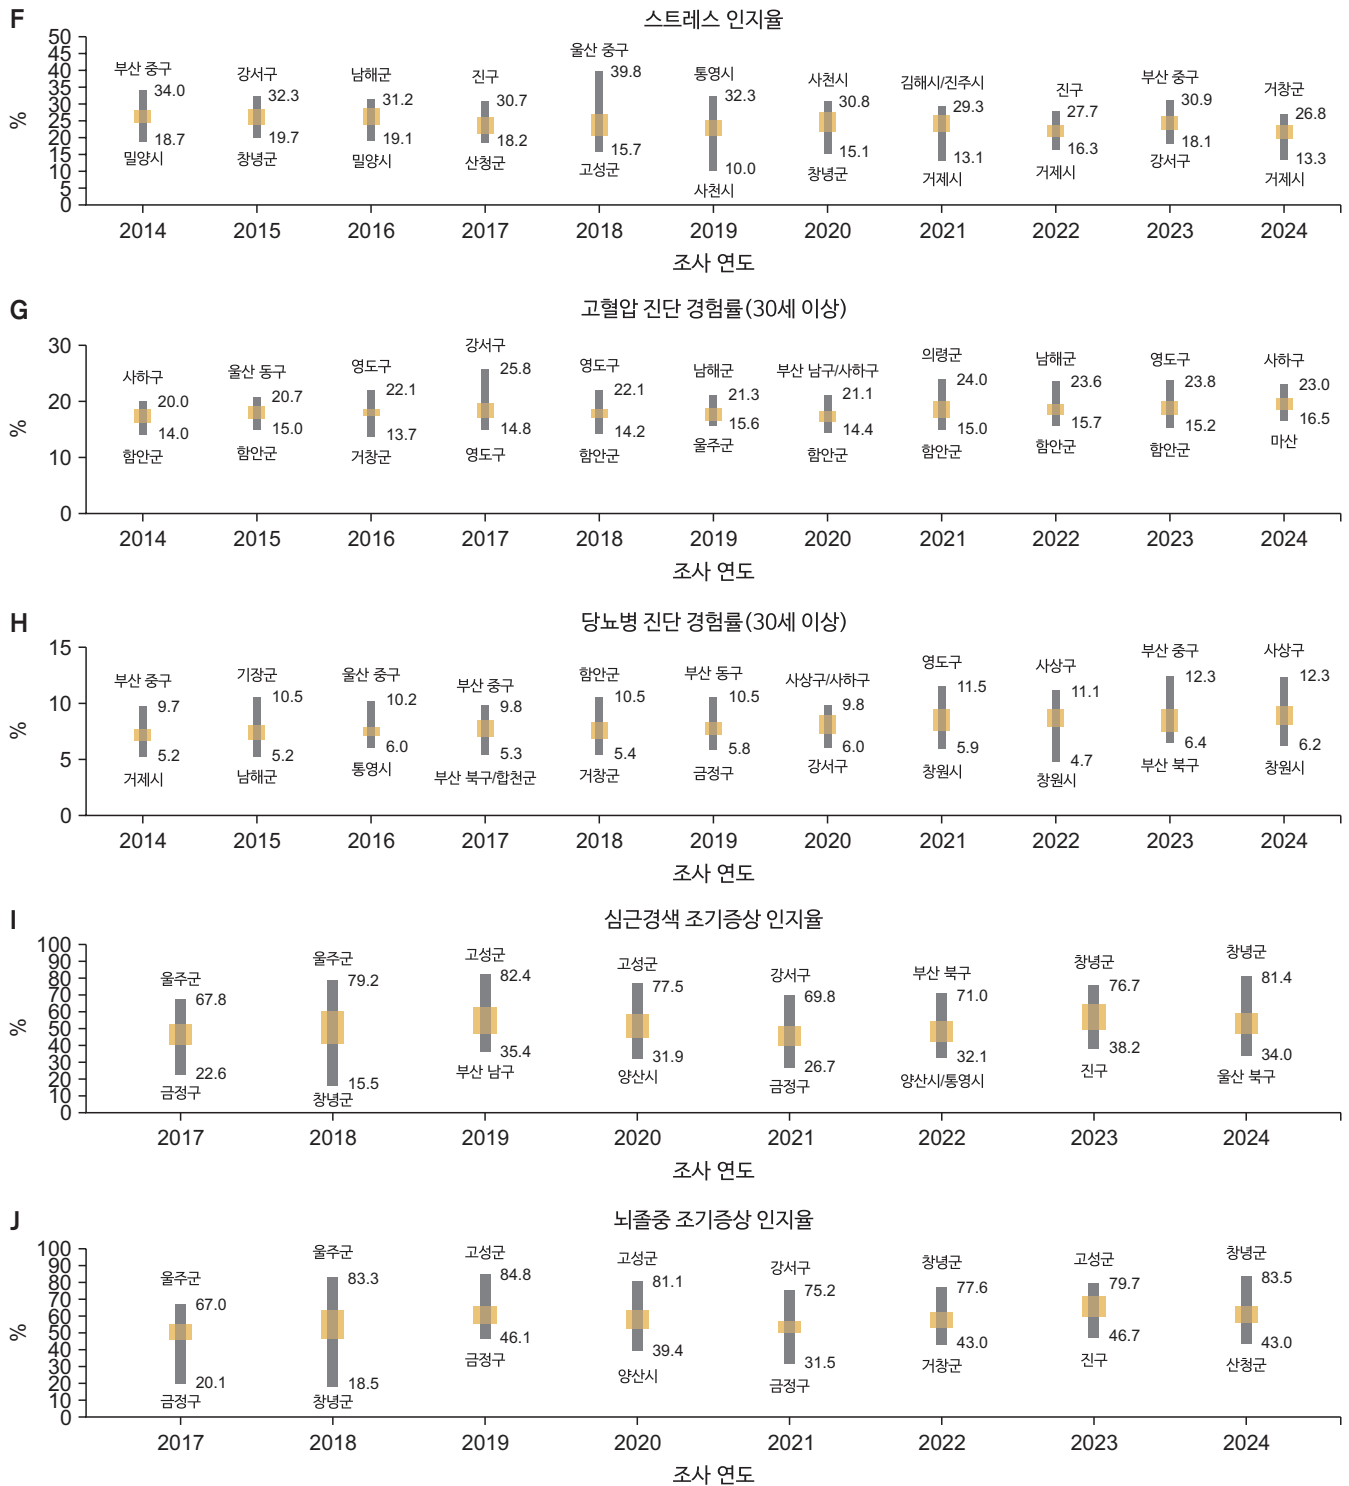 F
스트레스 인지율
50
45
40
35
30
25
20
15
10
5
0
%
부산 중구 강서구 남해군 진구 울산 중구 통영시 사천시 김해시/진주시 진구 부산 중구 거창군
34.0 32.3 31.2 30.7 39.8 32.3 30.8 29.3 27.7 30.9 26.8
18.7 19.7 19.1 18.2 15.7 10.0 15.1 13.1 16.3 18.1 13.3
밀양시 창녕군 밀양시 산청군 고성군 사천시 창녕군 거제시 거제시 강서구 거제시
2014 2015 2016 2017 2018 2019 2020 2021 2022 2023 2024
조사 연도
G
고혈압 진단 경험률(30세 이상)
30
20
10
0
%
사하구 울산 동구 영도구 강서구 영도구 남해군 부산 남구/사하구 의령군 남해군 영도구 사하구
20.0 20.7 22.1 25.8 22.1 21.3 21.1 24.0 23.6 23.8 23.0
14.0 15.0 13.7 14.8 14.2 15.6 14.4 15.0 15.7 15.2 16.5
함안군 함안군 거창군 영도구 함안군 울주군 함안군 함안군 함안군 함안군 마산
2014 2015 2016 2017 2018 2019 2020 2021 2022 2023 2024
조사 연도
H
당뇨병 진단 경험률(30세 이상)
15
10
5
0
%
부산 중구 기장군 울산 중구 부산 중구 함안군 부산 동구 사상구/사하구 영도구 사상구 부산 중구 사상구
9.7 10.5 10.2 9.8 10.5 10.5 9.8 11.5 11.1 12.3 12.3
5.2 5.2 6.0 5.3 5.4 5.8 6.0 5.9 4.7 6.4 6.2
거제시 남해군 통영시 부산 북구/합천군 거창군 금정구 강서구 창원시 창원시 부산 북구 창원시
2014 2015 2016 2017 2018 2019 2020 2021 2022 2023 2024
조사 연도
I
심근경색 조기증상 인지율
100
90
80
70
60
50
40
30
20
10
0
%
울주군 울주군 고성군 고성군 강서구 부산 북구 창녕군 창녕군
67.8 79.2 82.4 77.5 69.8 71.0 76.7 81.4
22.6 15.5 35.4 31.9 26.7 32.1 38.2 34.0
금정구 창녕군 부산 남구 양산시 금정구 양산시/통영시 진구 울산 북구
2017 2018 2019 2020 2021 2022 2023 2024
조사 연도
J
뇌졸중 조기증상 인지율
100
90
80
70
60
50
40
30
20
10
0
%
울주군 울주군 고성군 고성군 강서구 창녕군 고성군 창녕군
67.0 83.3 84.8 81.1 75.2 77.6 79.7 83.5
20.1 18.5 46.1 39.4 31.5 43.0 46.7 43.0
금정구 창녕군 금정구 양산시 금정구 거창군 진구 산청군
2017 2018 2019 2020 2021 2022 2023 2024
조사 연도